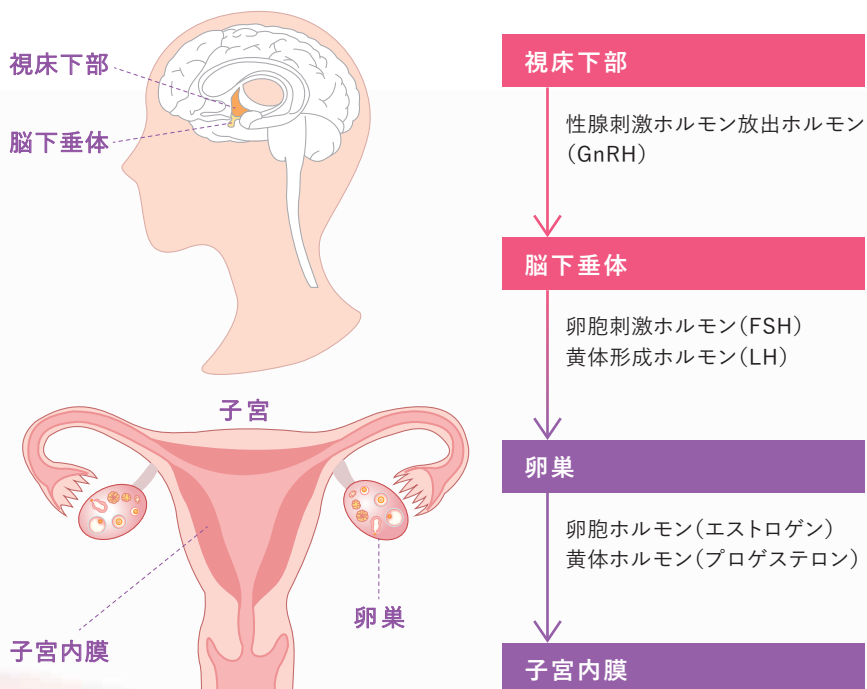 視床下部
脳下垂体
子宮
卵巣
子宮内膜
視床下部
性腺刺激ホルモン放出ホルモン
(GnRH)
脳下垂体
卵胞刺激ホルモン(FSH)
黄体形成ホルモン(LH)
卵巣
卵胞ホルモン(エストロゲン)
黄体ホルモン(プロゲステロン)
子宮内膜